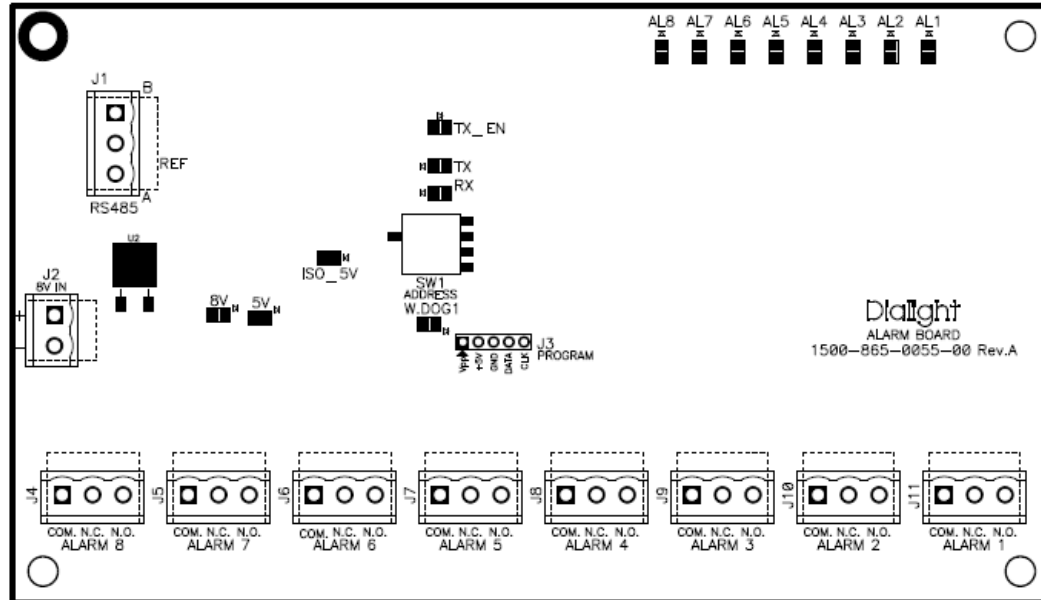 AL8 AL7 AL6 AL5 AL4 AL3 AL2 AL1
J1
B
REF
A
RS485
TX_EN
TX
RX
U2
ISO_5V
SW1
ADDRESS
W.DOG1
J2
8V IN
+
-
8V 5V
J3
PROGRAM
Vpp +5V GND DATA CLK
Dialight
ALARM BOARD
1500-865-0055-00 Rev.A
J4 J5 J6 J7 J8 J9 J10 J11
COM. N.C. N.O. COM. N.C. N.O. COM. N.C. N.O. COM. N.C. N.O. COM. N.C. N.O. COM. N.C. N.O. COM. N.C. N.O. COM. N.C. N.O.
ALARM 8 ALARM 7 ALARM 6 ALARM 5 ALARM 4 ALARM 3 ALARM 2 ALARM 1